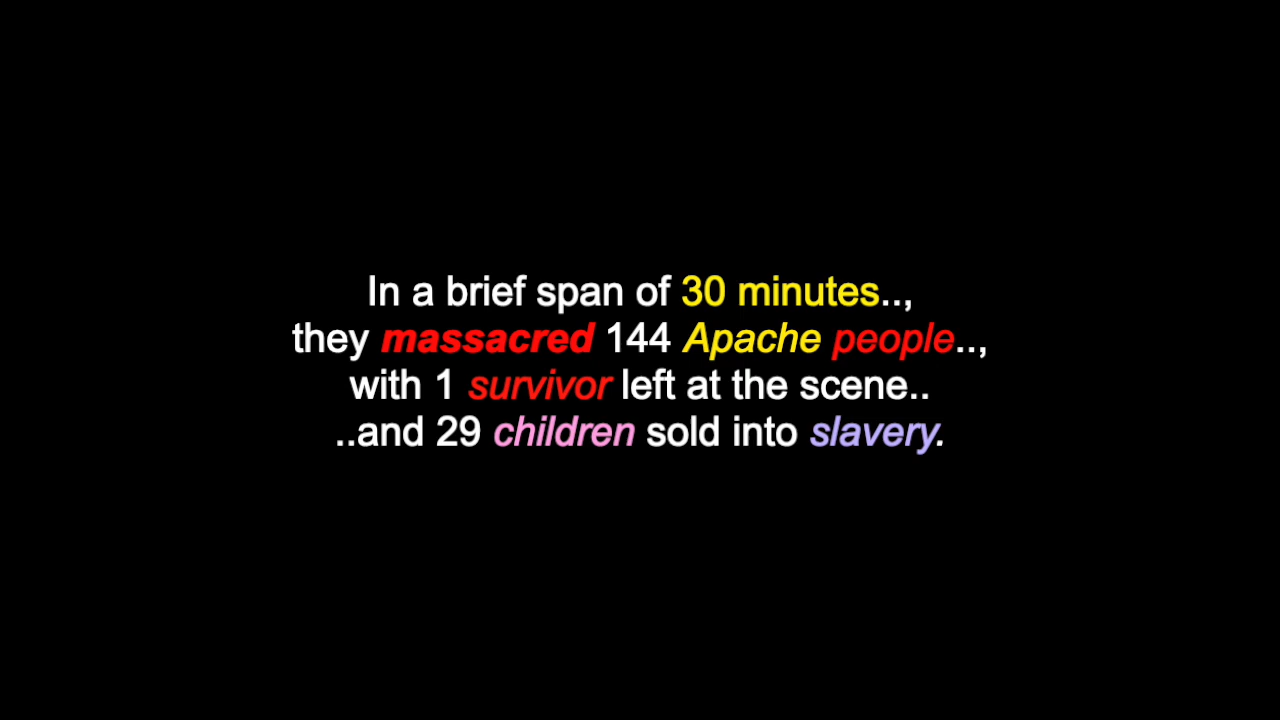 In a brief span of 30 minutes..,
they massacred 144 Apache people..,
with 1 survivor left at the scene..
..and 29 children sold into slavery.